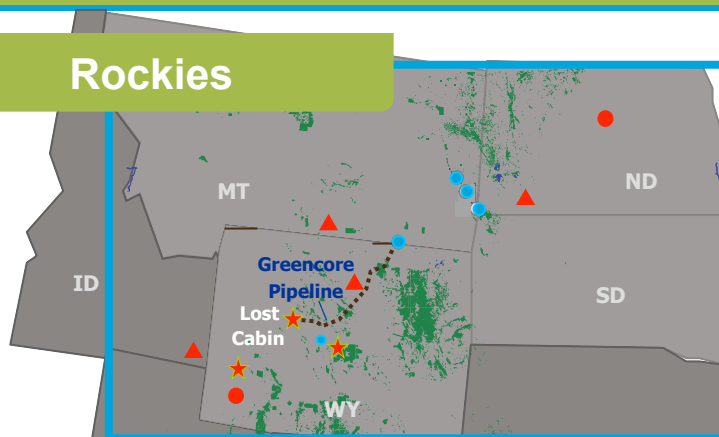 Rockies
MT
ND
Greencore
Pipeline
ID
SD
Lost
Cabin
WY